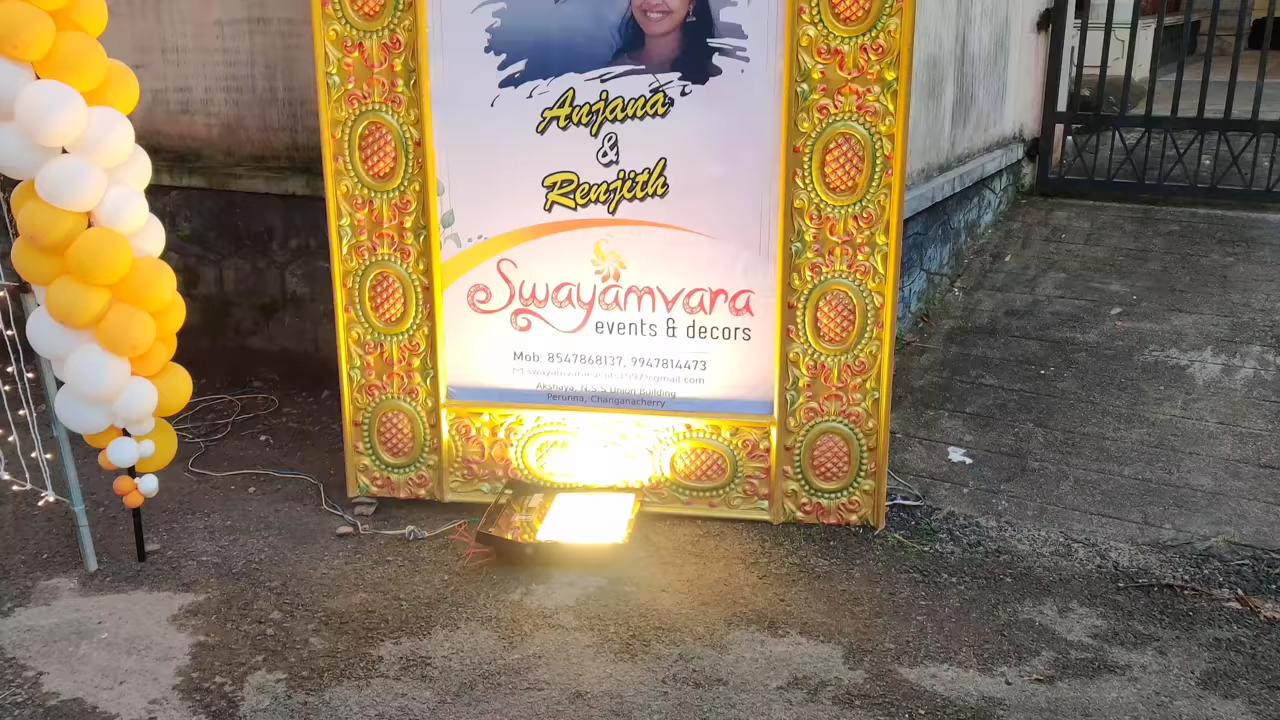 Anjana
&
Renjith
Swayamvara
events & decors
Mob: 8547868137, 9947814473
Akshaya, N.S.S Union Building
Perunna, Changanacherry